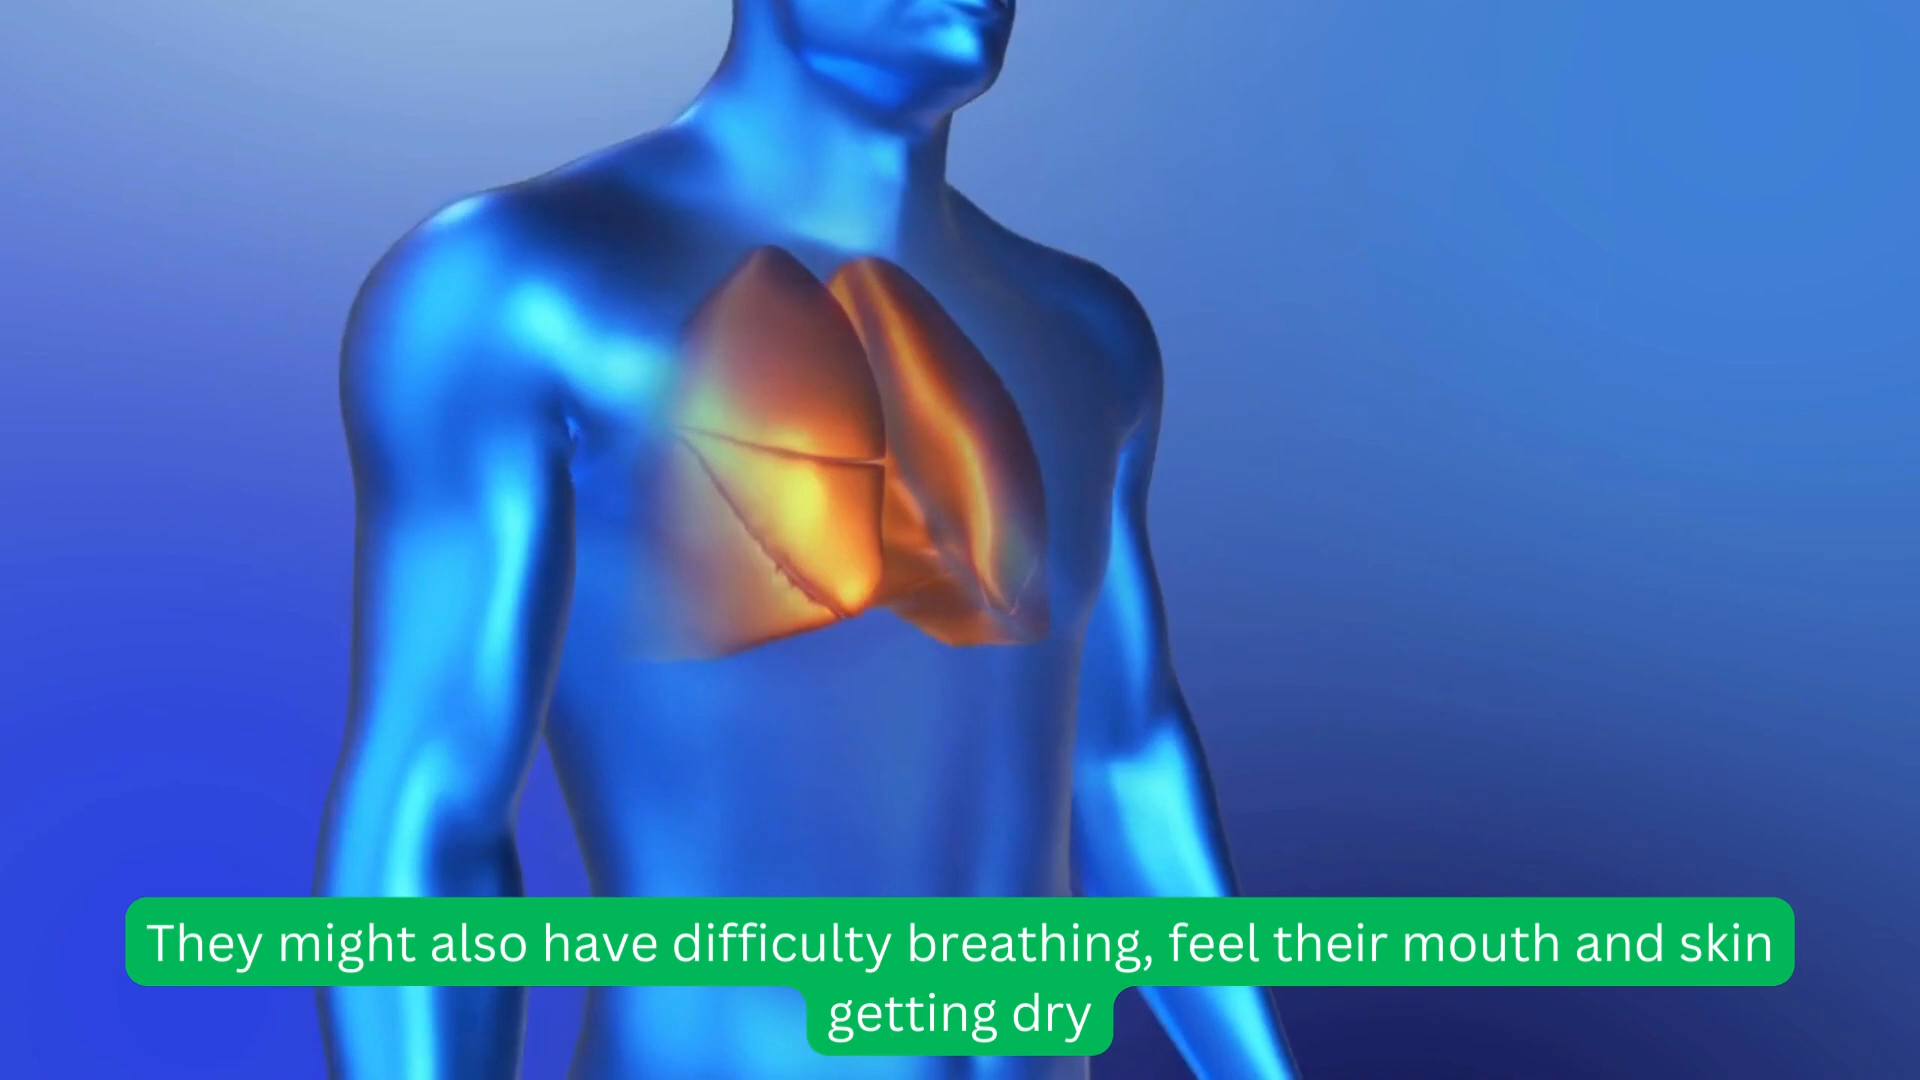 They might also have difficulty breathing, feel their mouth and skin
getting dry